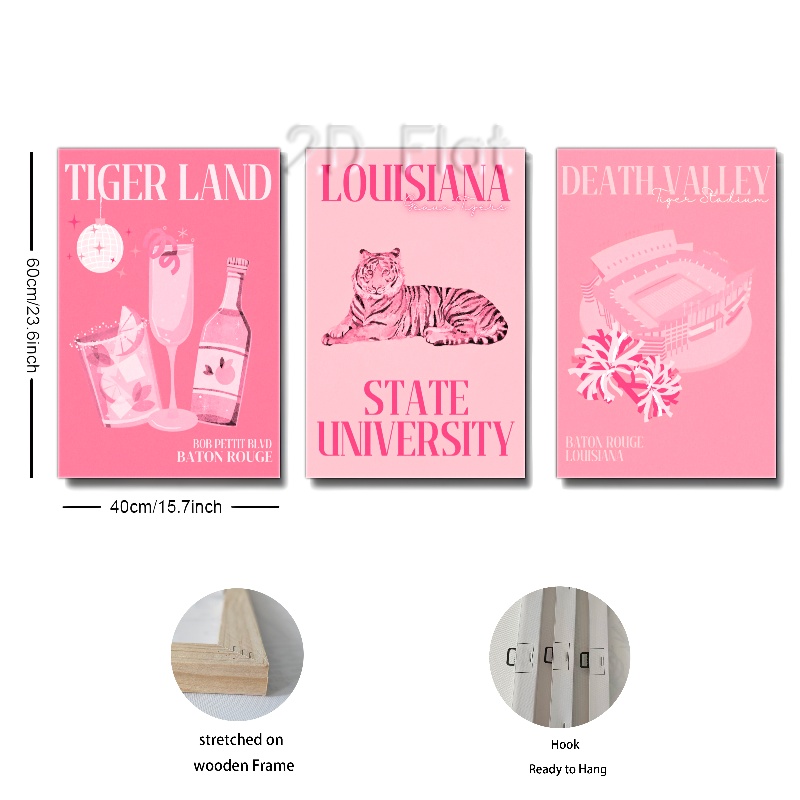 2D Flat
TIGER LAND
BOB PETTIT BLVD
BATON ROUGE
LOUISIANA
STATE
UNIVERSITY
DEATH VALLEY
Tiger Stadium
BATON ROUGE
LOUISIANA
60cm/23.6inch
40cm/15.7inch
stretched on
wooden Frame
Hook
Ready to Hang